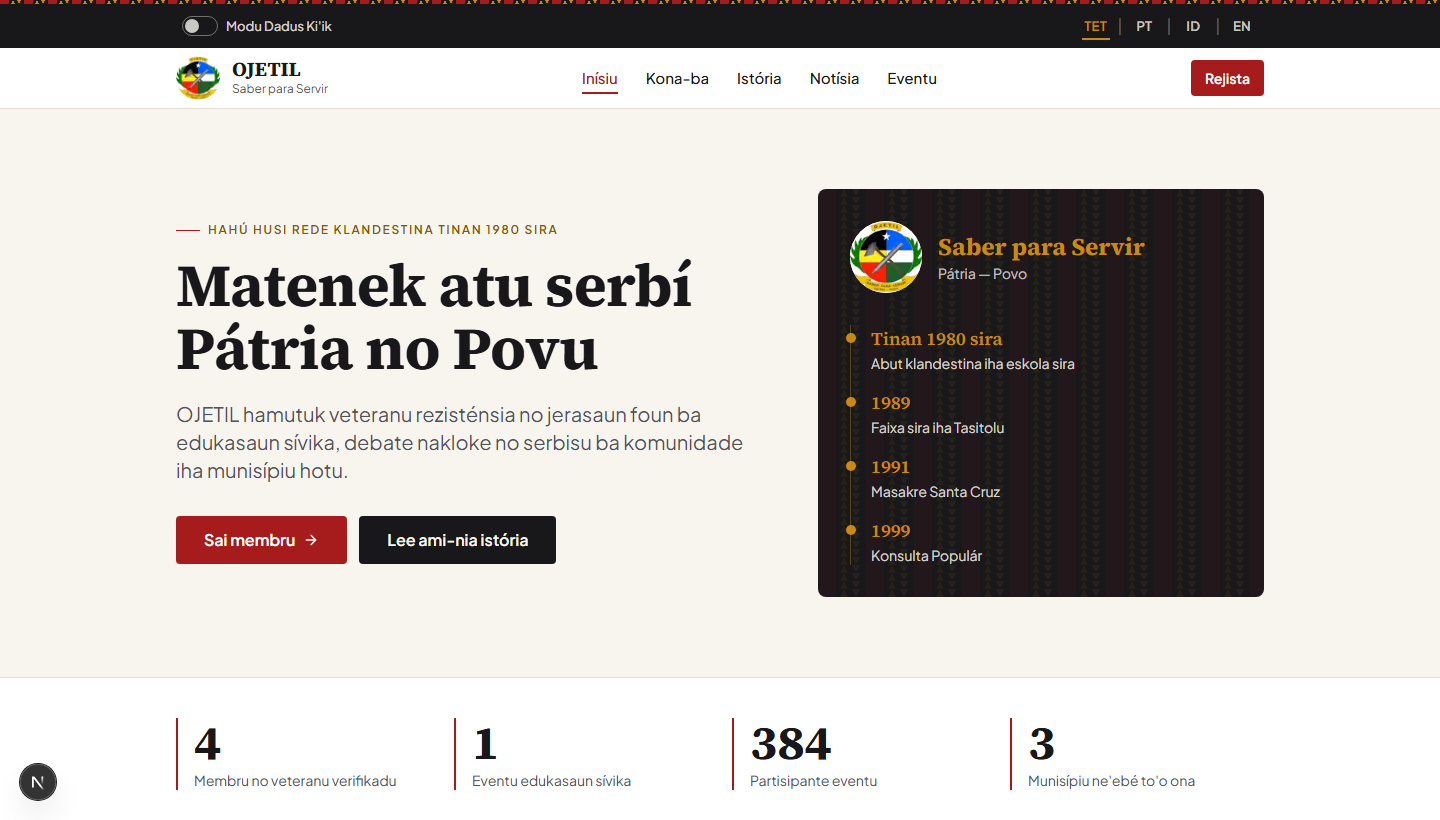 Modu Dadus Ki'ik
TET
PT
ID
EN
OJETIL
Saber para Servir
Inísiu
Kona-ba
Istória
Notísia
Eventu
Rejista
HAHÚ HUSI REDE KLANDESTINA TINAN 1980 SIRA
Matenek atu serbí
Pátria no Povu
OJETIL hamutuk veteranu rezisténsia no jerasaun foun ba
edukasaun sívika, debate nakloke no serbisu ba komunidade
iha munisípiu hotu.
Sai membru →
Lee ami-nia istória
Saber para Servir
Pátria — Povo
Tinan 1980 sira
Abut klandestina iha eskola sira
1989
Faixa sira iha Tasitolu
1991
Masakre Santa Cruz
1999
Konsulta Populár
4
Membru no veteranu verifikadu
1
Eventu edukasaun sívika
384
Partisipante eventu
3
Munisípiu ne'ebé to'o ona
N